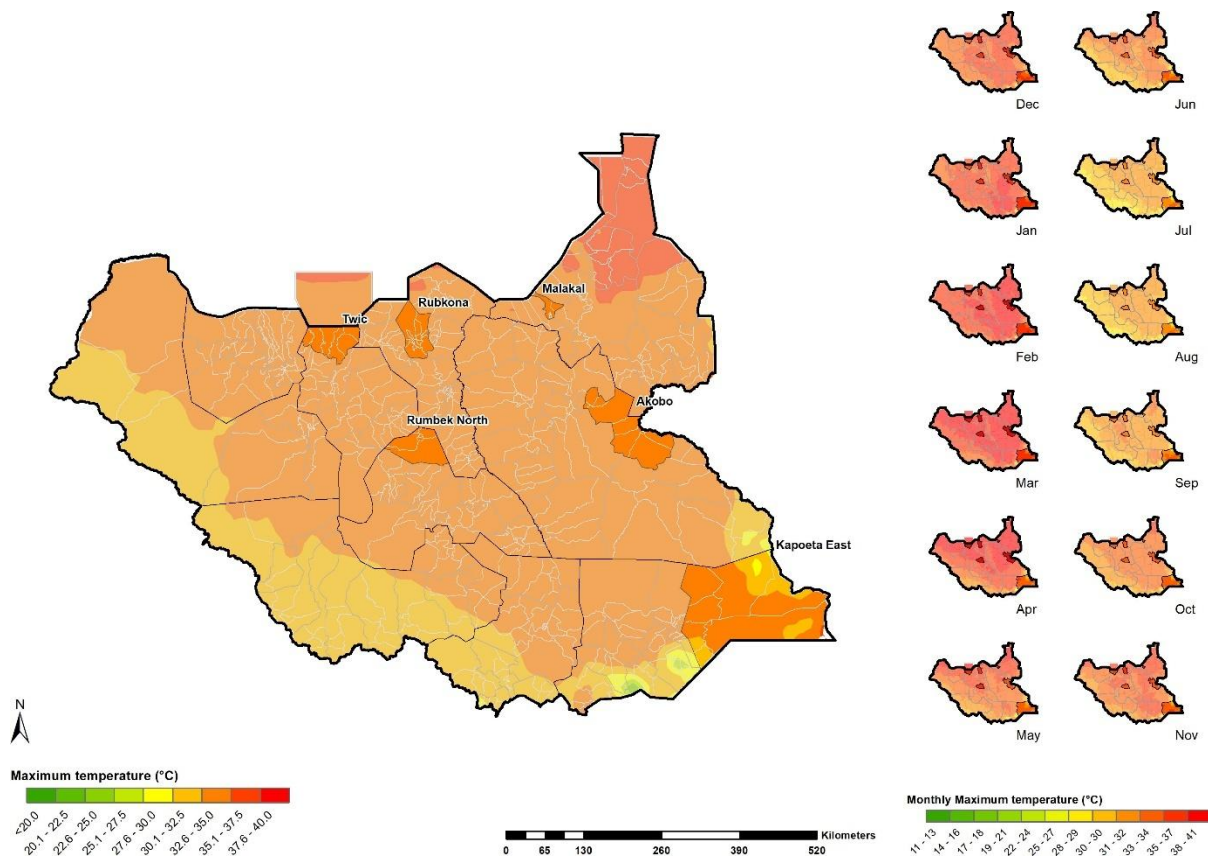 Dec
Jun
Jan
Jul
Feb
Aug
Mar
Sep
Apr
Oct
May
Nov
Malakal
Rubkona
Twic
Akobo
Rumbek North
Kapoeta East
N
Maximum temperature (°C)
<20.0
20.1 - 22.5
22.6 - 25.0
25.1 - 27.5
27.6 - 30.0
30.1 - 32.5
32.6 - 35.0
35.1 - 37.5
37.6 - 40.0
Kilometers
0 65 130 260 390 520
Monthly Maximum temperature (°C)
11 - 13
14 - 16
17 - 18
19 - 21
22 - 24
25 - 27
28 - 29
30 - 30
31 - 32
33 - 34
35 - 37
38 - 41